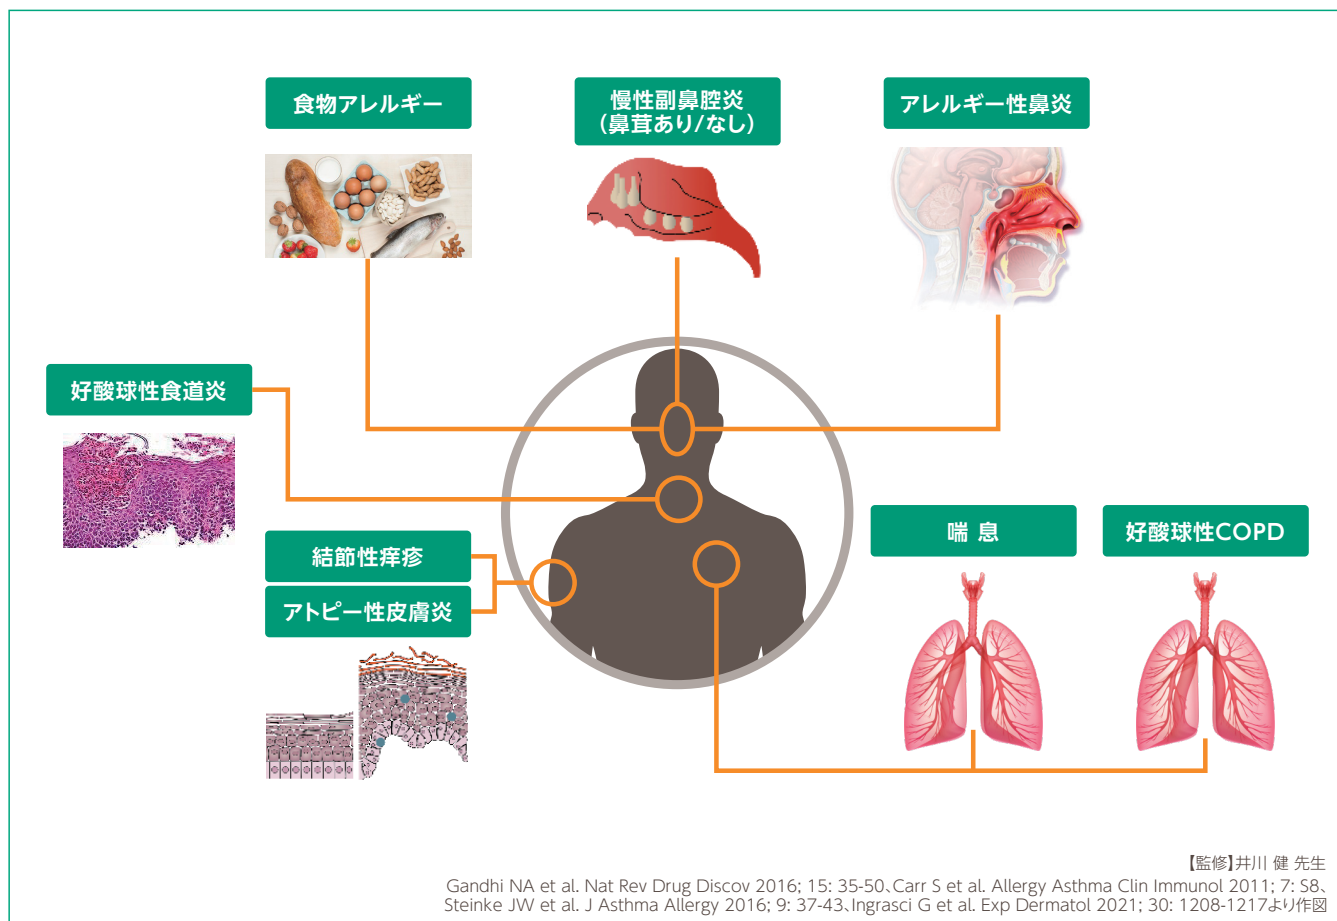 食物アレルギー
慢性副鼻腔炎
(鼻茸あり/なし)
アレルギー性鼻炎
好酸球性食道炎
結節性痒疹
アトピー性皮膚炎
喘 息
好酸球性COPD
【監修】井川 健 先生
Gandhi NA et al. Nat Rev Drug Discov 2016; 15: 35-50、Carr S et al. Allergy Asthma Clin Immunol 2011; 7: S8、
Steinke JW et al. J Asthma Allergy 2016; 9: 37-43、Ingrasci G et al. Exp Dermatol 2021; 30: 1208-1217より作図